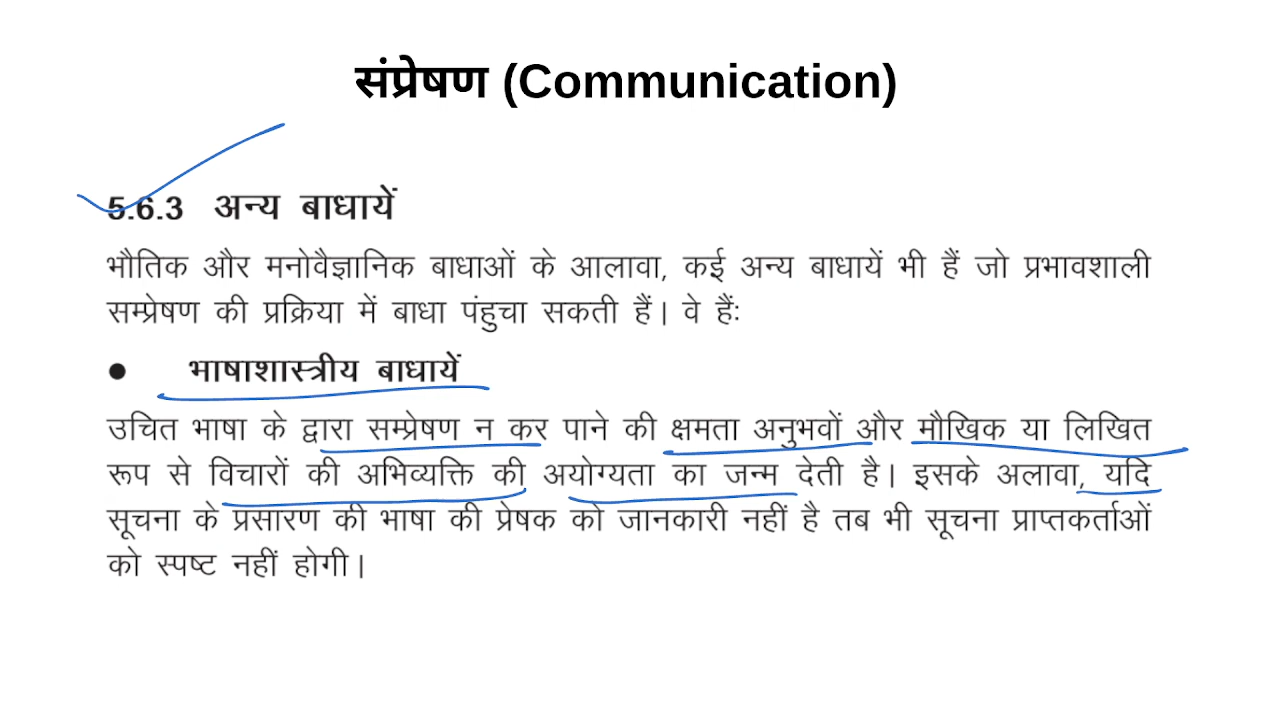 संप्रेषण (Communication)
5.6.3 अन्य बाधायें
भौतिक और मनोवैज्ञानिक बाधाओं के आलावा, कई अन्य बाधायें भी हैं जो प्रभावशाली
सम्प्रेषण की प्रक्रिया में बाधा पंहुचा सकती हैं। वे हैंः
● भाषाशास्त्रीय बाधायें
उचित भाषा के द्वारा सम्प्रेषण न कर पाने की क्षमता अनुभवों और मौखिक या लिखित
रूप से विचारों की अभिव्यक्ति की अयोग्यता का जन्म देती है। इसके अलावा, यदि
सूचना के प्रसारण की भाषा की प्रेषक को जानकारी नहीं है तब भी सूचना प्राप्तकर्ताओं
को स्पष्ट नहीं होगी।